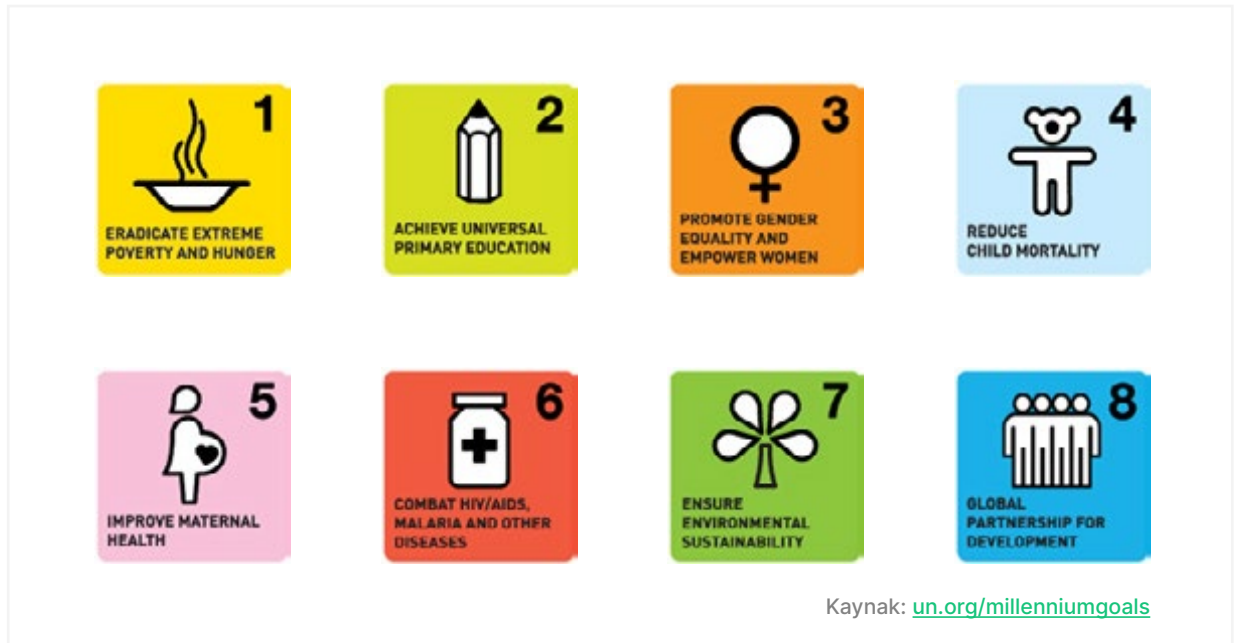 1
ERADICATE EXTREME
POVERTY AND HUNGER
2
ACHIEVE UNIVERSAL
PRIMARY EDUCATION
3
PROMOTE GENDER
EQUALITY AND
EMPOWER WOMEN
4
REDUCE
CHILD MORTALITY
5
IMPROVE MATERNAL
HEALTH
6
COMBAT HIV/AIDS,
MALARIA AND OTHER
DISEASES
7
ENSURE
ENVIRONMENTAL
SUSTAINABILITY
8
GLOBAL
PARTNERSHIP FOR
DEVELOPMENT
Kaynak: un.org/millenniumgoals